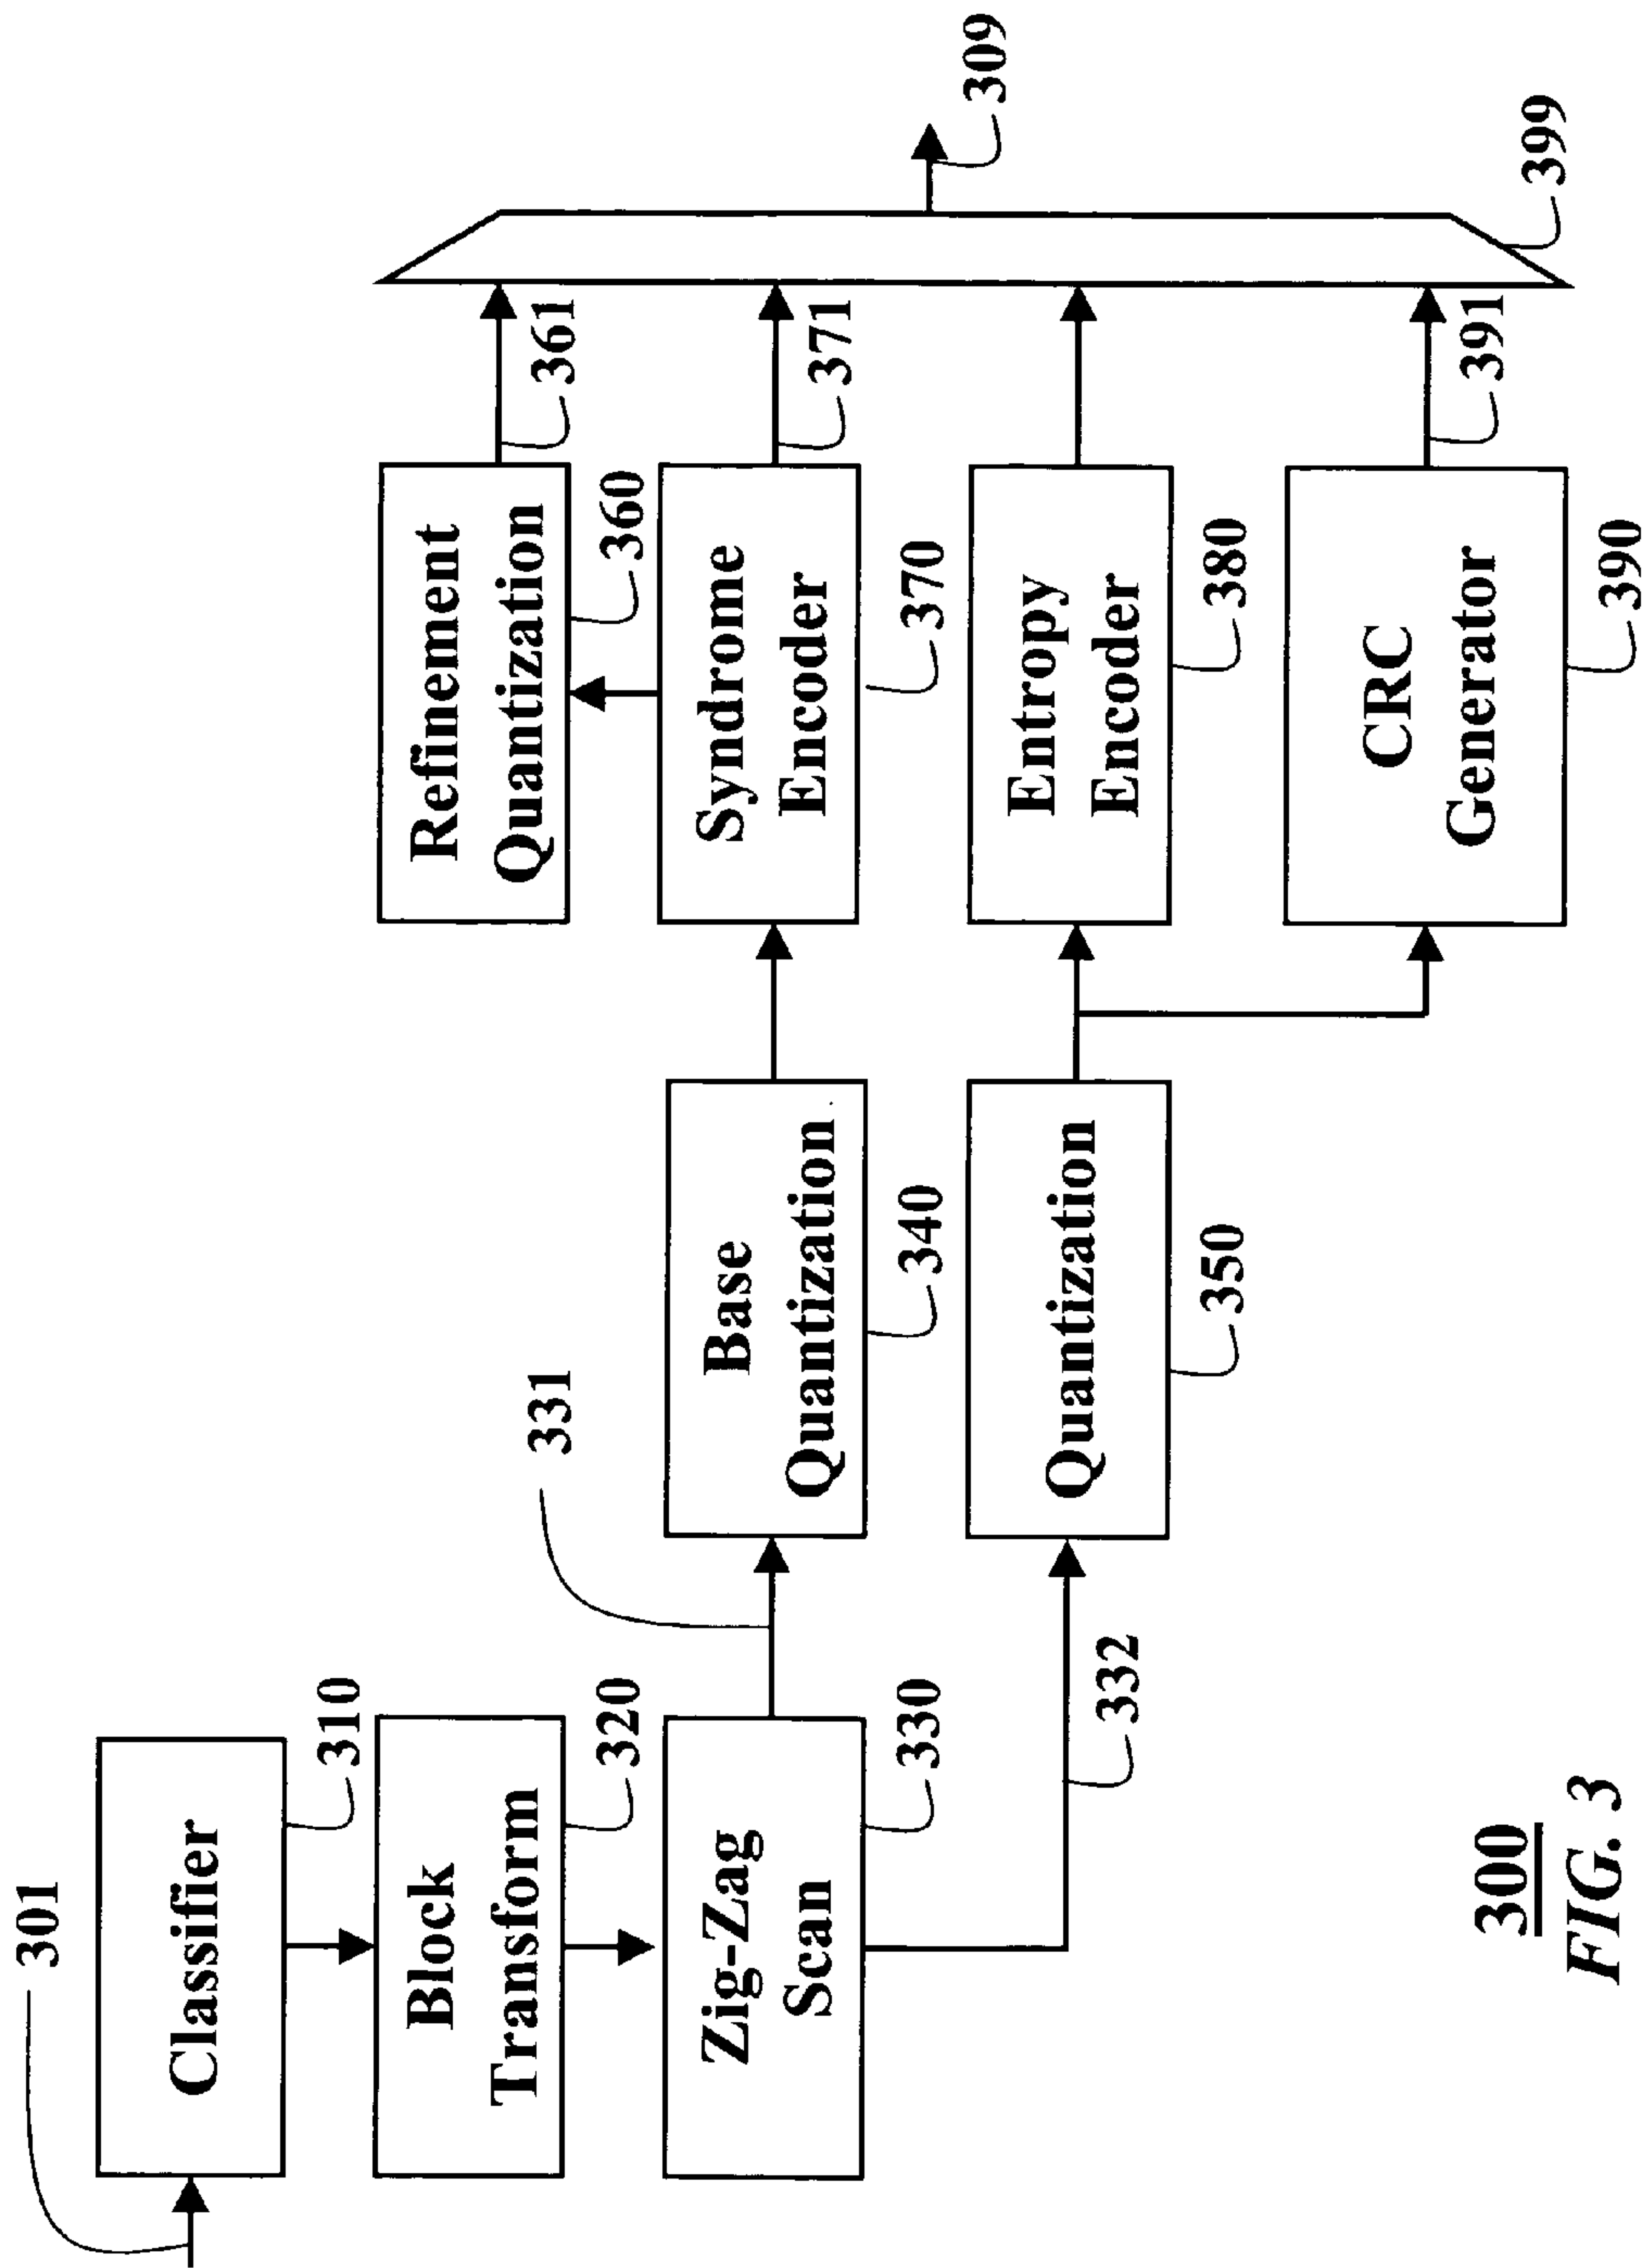 301
Classifier
310
Block
Transform
320
Zig-Zag
Scan
330
331
332
Base
Quantization
340
Quantization
350
Refinement
Quantization
360
361
Syndrome
Encoder
370
371
Entropy
Encoder
380
CRC
Generator
390
391
309
399
300
FIG. 3